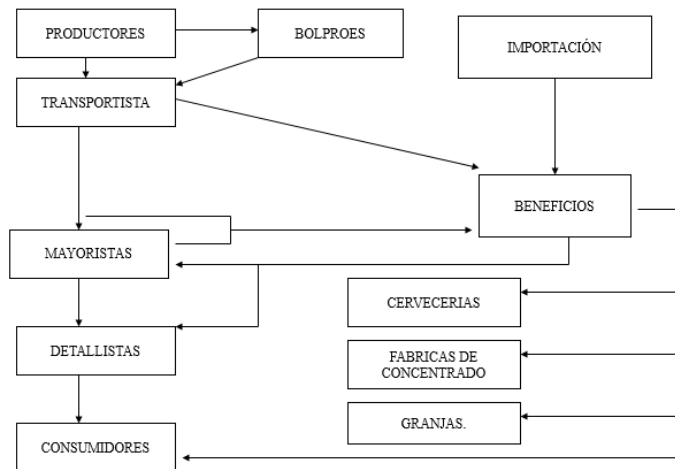 PRODUCTORES
BOLPROES
IMPORTACIÓN
TRANSPORTISTA
BENEFICIOS
MAYORISTAS
CERVECERIAS
DETALLISTAS
FABRICAS DE
CONCENTRADO
GRANJAS.
CONSUMIDORES